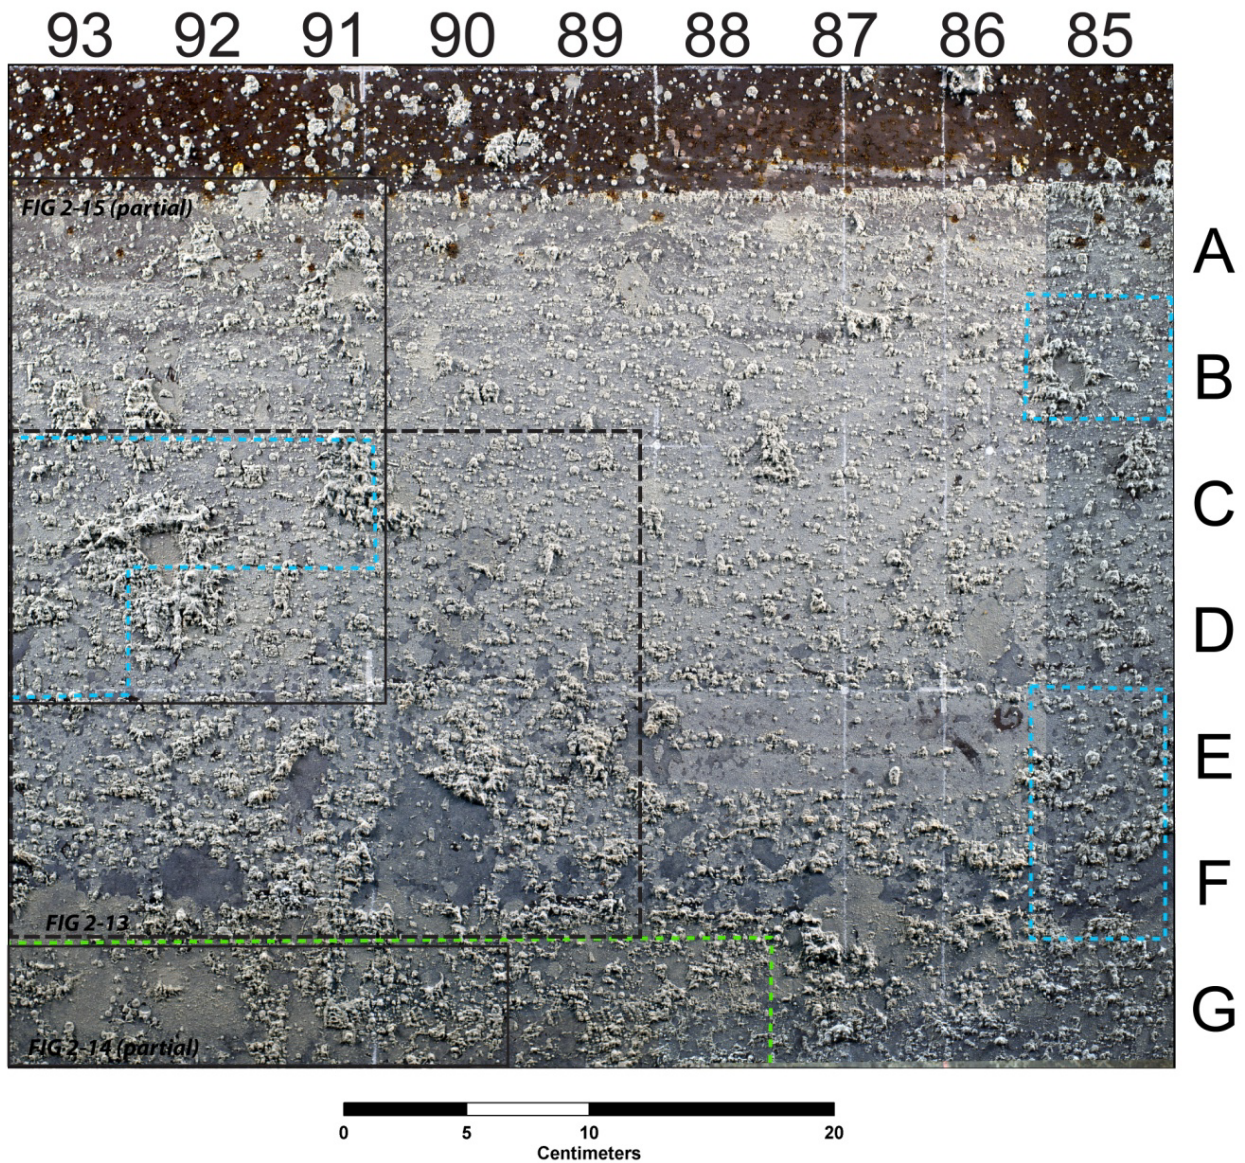 93 92 91 90 89 88 87 86 85
FIG 2-15 (partial)
A
B
C
D
E
F
FIG 2-13
G
FIG 2-14 (partial)
0 5 10 20
Centimeters